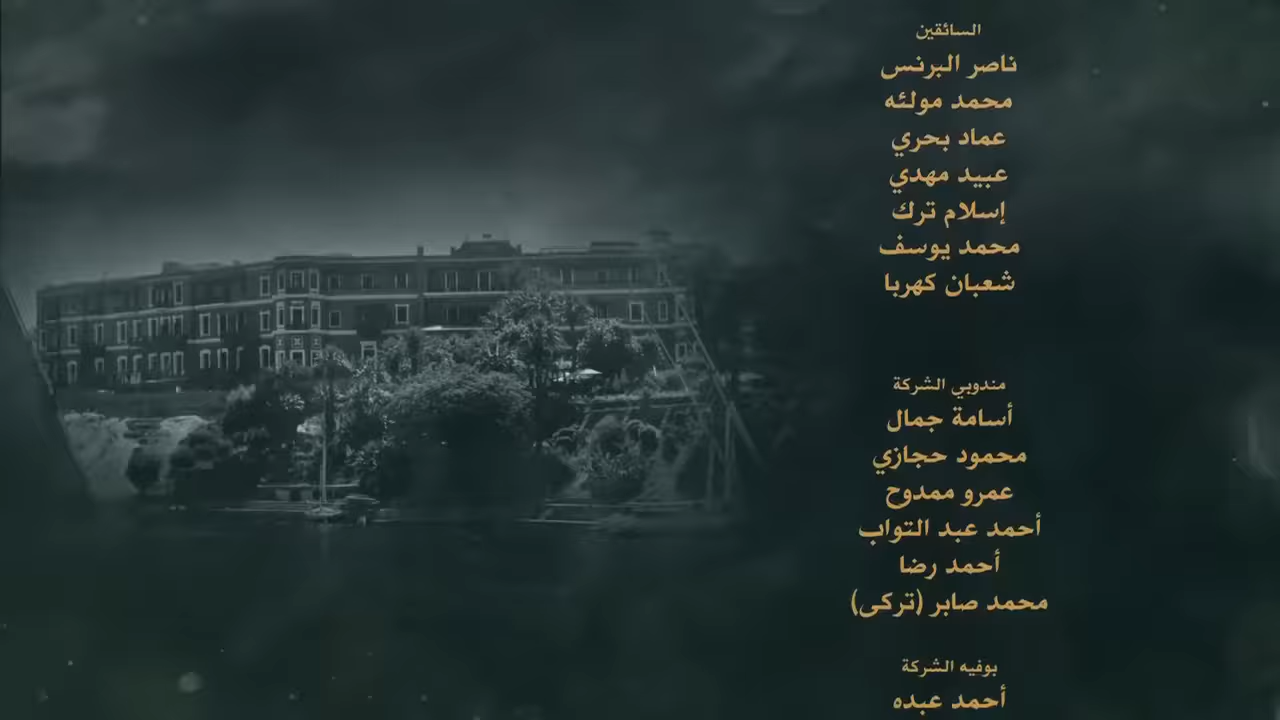 السائقين
ناصر البرنس
محمد مولئه
عماد بحري
عبيد مهدي
إسلام ترك
محمد يوسف
شعبان كهربا
مندوبي الشركة
أسامة جمال
محمود حجازي
عمرو ممدوح
أحمد عبد التواب
أحمد رضا
محمد صابر (تركى)
بوفيه الشركة
أحمد عبده